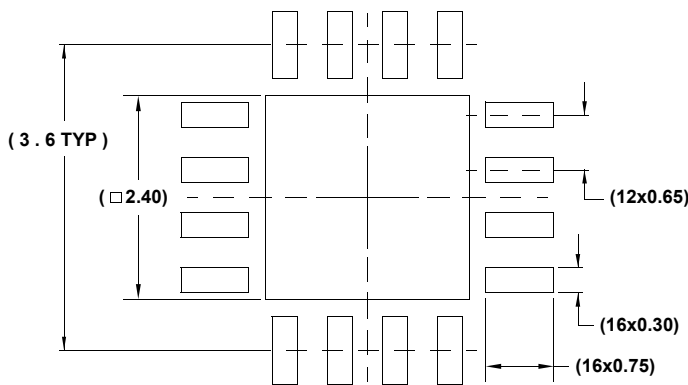 ( 3 . 6 TYP )
( □ 2.40)
(12x0.65)
(16x0.30)
(16x0.75)